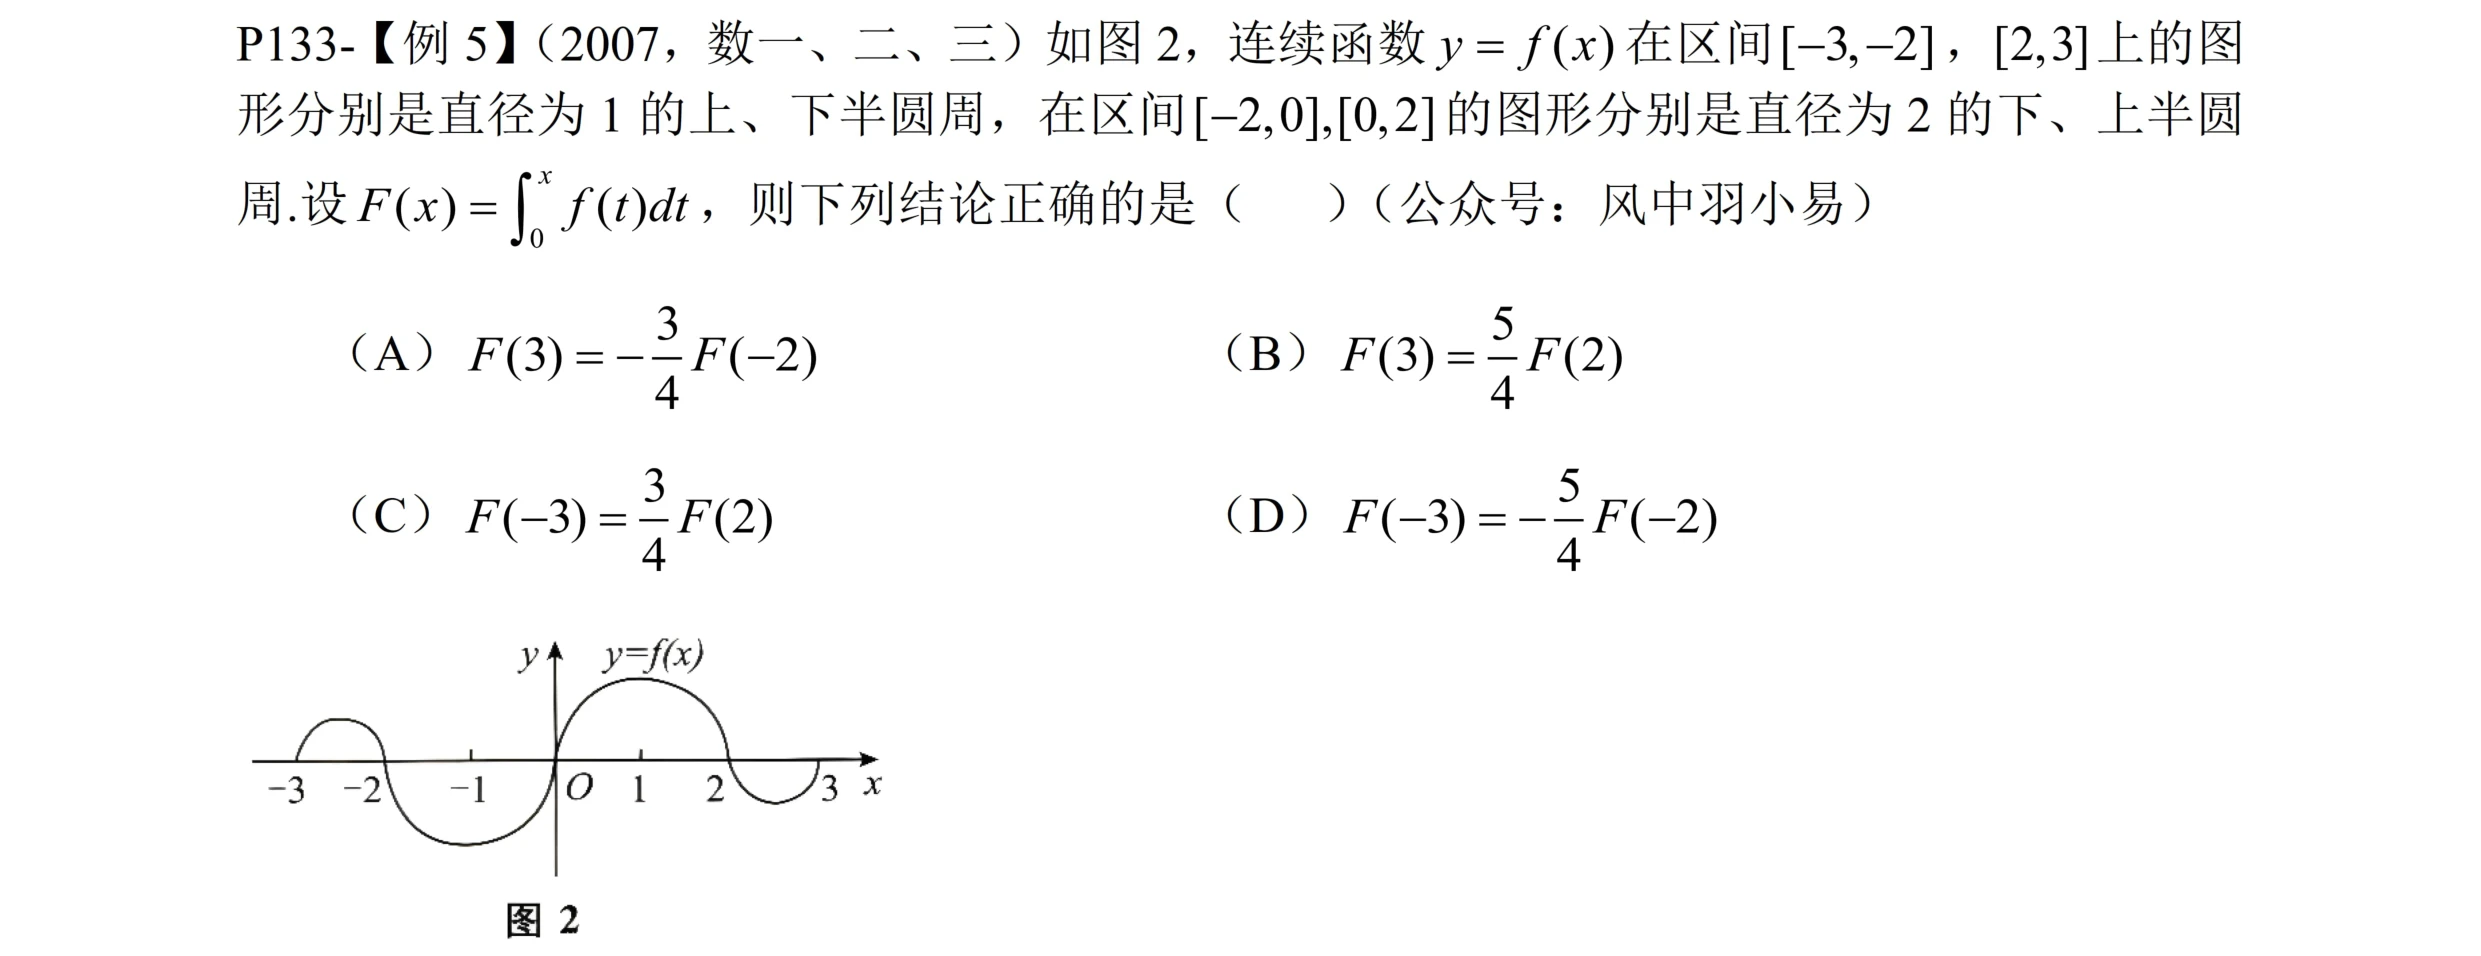 P133-【例 5】（2007，数一、二、三）如图 2，连续函数 y = f(x) 在区间[−3,−2]，[2,3]上的图
形分别是直径为 1 的上、下半圆周，在区间[−2,0],[0,2]的图形分别是直径为 2 的下、上半圆
周.设 F(x) = ∫₀ˣ f(t)dt，则下列结论正确的是（　　）（公众号：风中羽小易）
（A） F(3) = −3/4 F(−2)　（B） F(3) = 5/4 F(2)
（C） F(−3) = 3/4 F(2)　（D） F(−3) = −5/4 F(−2)
y y=f(x)
−3 −2 −1 O 1 2 3 x
图 2